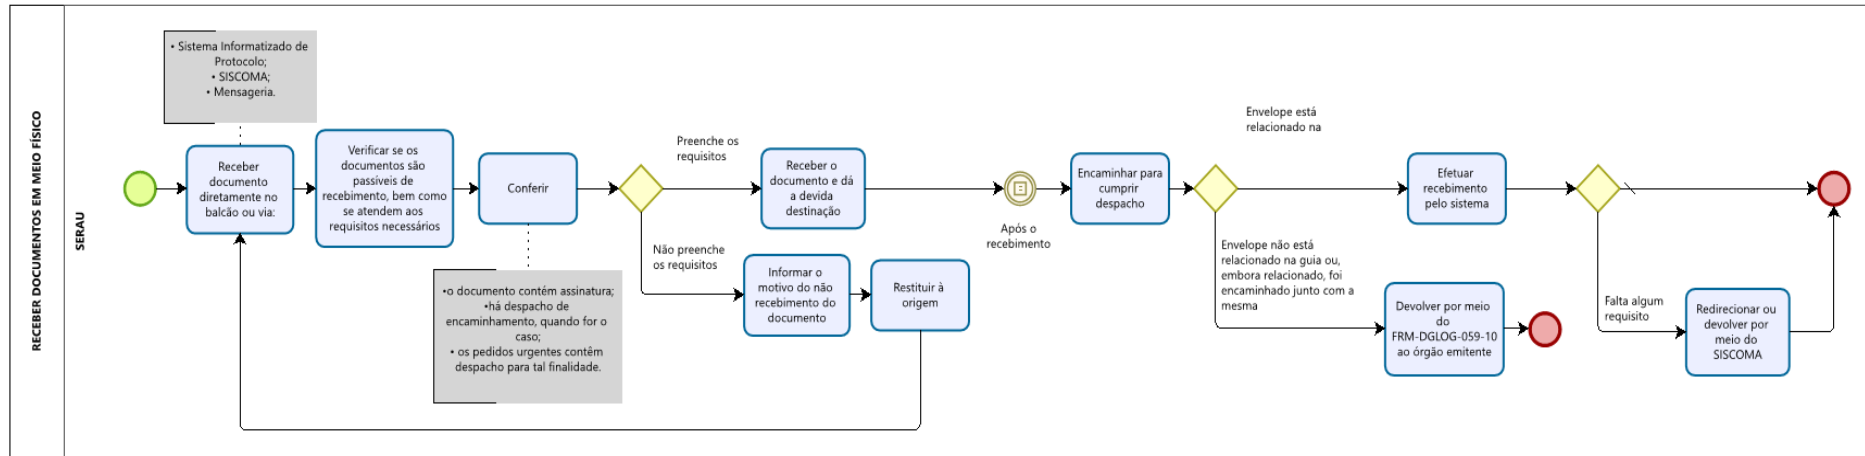 RECEBER DOCUMENTOS EM MEIO FÍSICO
SERAU
• Sistema Informatizado de
Protocolo;
• SISCOMA;
• Mensageria.
Receber
documento
diretamente no
balcão ou via:
Verificar se os
documentos são
passíveis de
recebimento, bem como
se atendem aos
requisitos necessários
Conferir
•o documento contém assinatura;
•há despacho de
encaminhamento, quando for o
caso;
• os pedidos urgentes contêm
despacho para tal finalidade.
Preenche os
requisitos
Não preenche
os requisitos
Receber o
documento e dá
a devida
destinação
Informar o
motivo do não
recebimento do
documento
Restituir à
origem
Após o
recebimento
Encaminhar para
cumprir
despacho
Envelope está
relacionado na
Envelope não está
relacionado na guia ou,
embora relacionado, foi
encaminhado junto com a
mesma
Efetuar
recebimento
pelo sistema
Devolver por meio
do
FRM-DGLOG-059-10
ao órgão emitente
Falta algum
requisito
Redirecionar ou
devolver por
meio do
SISCOMA